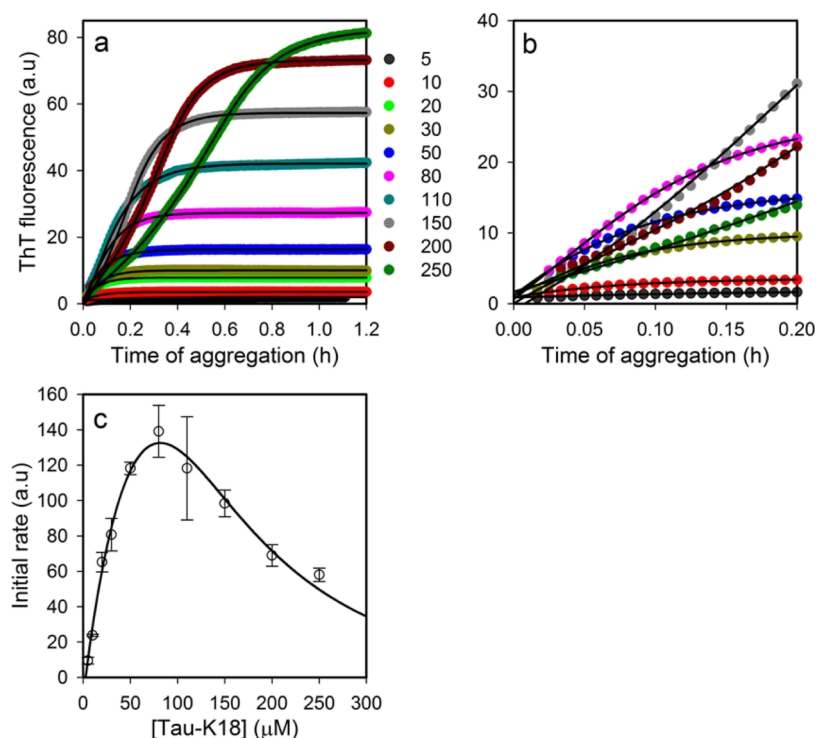 a
ThT fluorescence (a.u)
80
60
40
20
0
0.0 0.2 0.4 0.6 0.8 1.0 1.2
Time of aggregation (h)
5
10
20
30
50
80
110
150
200
250
b
40
30
20
10
0
0.00 0.05 0.10 0.15 0.20
Time of aggregation (h)
c
Initial rate (a.u)
160
140
120
100
80
60
40
20
0
0 50 100 150 200 250 300
[Tau-K18] (μM)